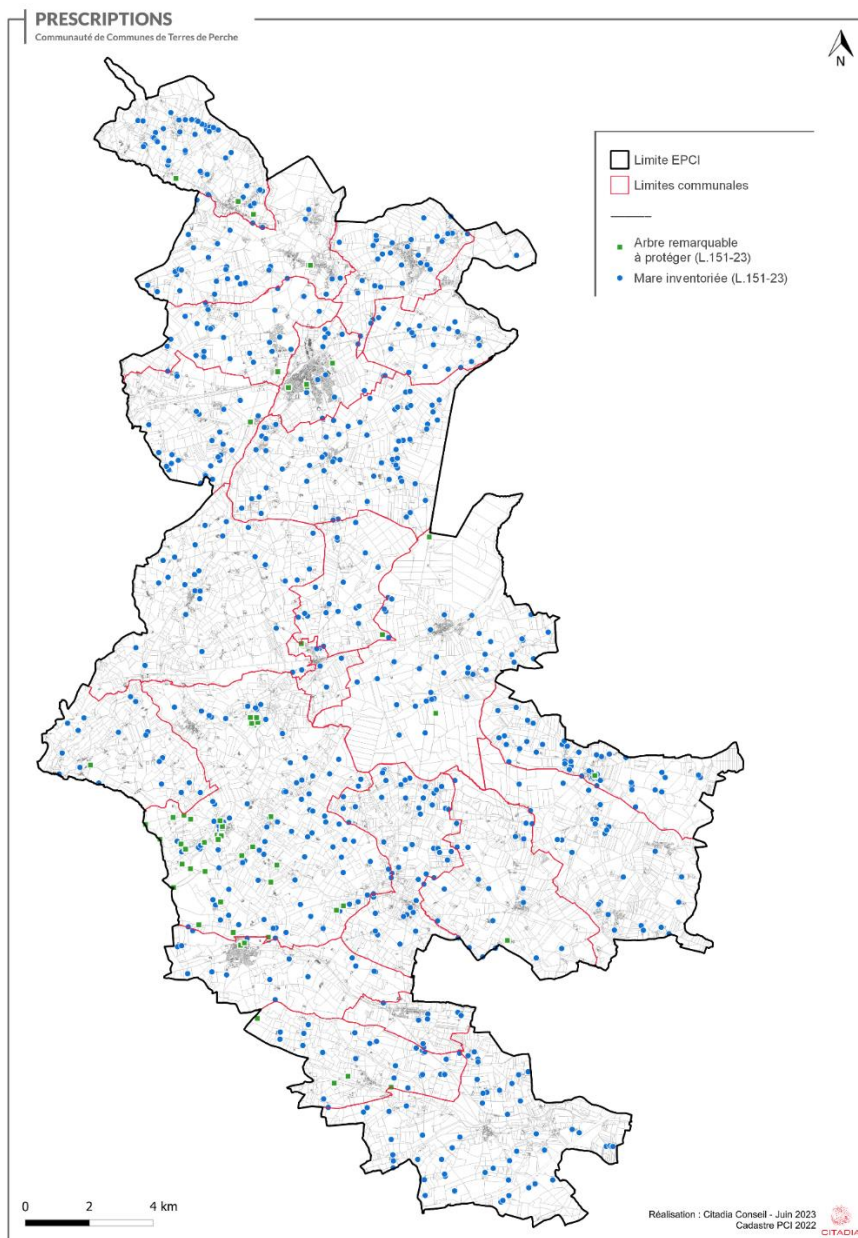 PRESCRIPTIONS
Communauté de Communes de Terres de Perche
N
Limite EPCI
Limites communales
Arbre remarquable
à protéger (L.151-23)
Mare inventoriée (L.151-23)
0 2 4 km
Réalisation : Citadia Conseil - Juin 2023
Cadastre PCI 2022
CITADIA